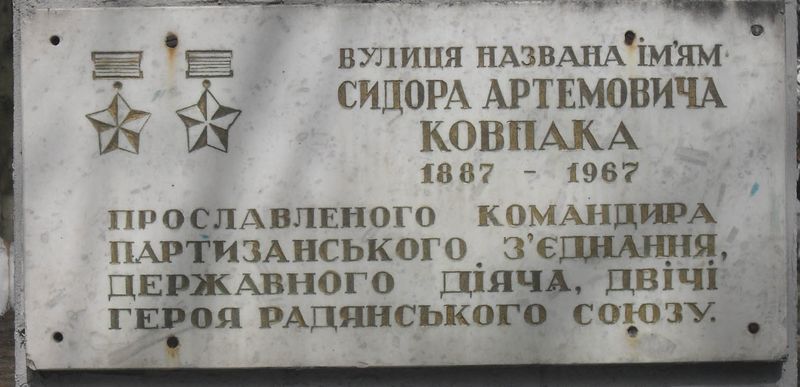 ВУЛИЦЯ НАЗВАНА ІМ'ЯМ
СИДОРА АРТЕМОВИЧА
КОВПАКА
1887 - 1967
ПРОСЛАВЛЕНОГО КОМАНДИРА
ПАРТИЗАНСЬКОГО З'ЄДНАННЯ,
ДЕРЖАВНОГО ДІЯЧА, ДВІЧІ
ГЕРОЯ РАДЯНСЬКОГО СОЮЗУ.